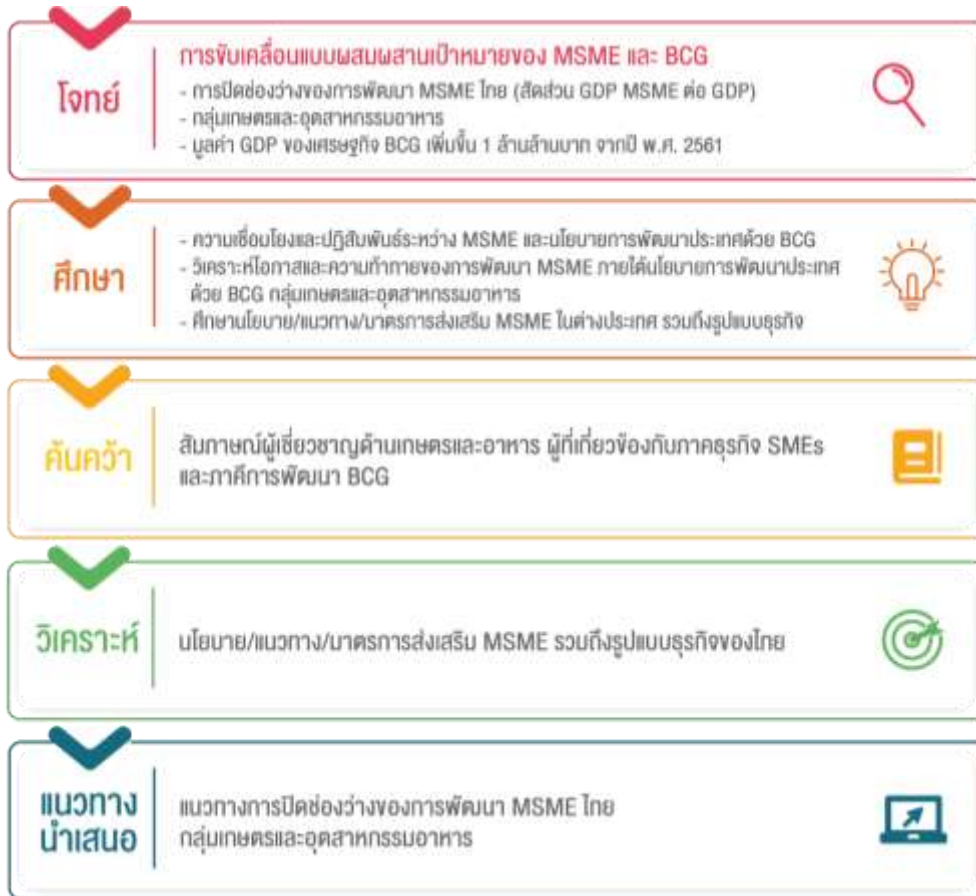 โจทย์
การขับเคลื่อนแบบผสมผสานเป้าหมายของ MSME และ BCG
- การปิดช่องว่างของการพัฒนา MSME ไทย (สัดส่วน GDP MSME ต่อ GDP)
- กลุ่มเกษตรและอุตสาหกรรมอาหาร
- มูลค่า GDP ของเศรษฐกิจ BCG เพิ่มขึ้น 1 ล้านล้านบาท จากปี พ.ศ. 2561
ศึกษา
- ความเชื่อมโยงและปฏิสัมพันธ์ระหว่าง MSME และนโยบายการพัฒนาประเทศด้วย BCG
- วิเคราะห์โอกาสและความท้าทายของการพัฒนา MSME ภายใต้นโยบายการพัฒนาประเทศ
ด้วย BCG กลุ่มเกษตรและอุตสาหกรรมอาหาร
- ศึกษานโยบาย/แนวทาง/มาตรการส่งเสริม MSME ในต่างประเทศ รวมถึงรูปแบบธุรกิจ
ค้นคว้า
สัมภาษณ์ผู้เชี่ยวชาญด้านเกษตรและอาหาร ผู้ที่เกี่ยวข้องกับภาคธุรกิจ SMEs
และภาคีการพัฒนา BCG
วิเคราะห์
นโยบาย/แนวทาง/มาตรการส่งเสริม MSME รวมถึงรูปแบบธุรกิจของไทย
แนวทาง
นำเสนอ
แนวทางการปิดช่องว่างของการพัฒนา MSME ไทย
กลุ่มเกษตรและอุตสาหกรรมอาหาร